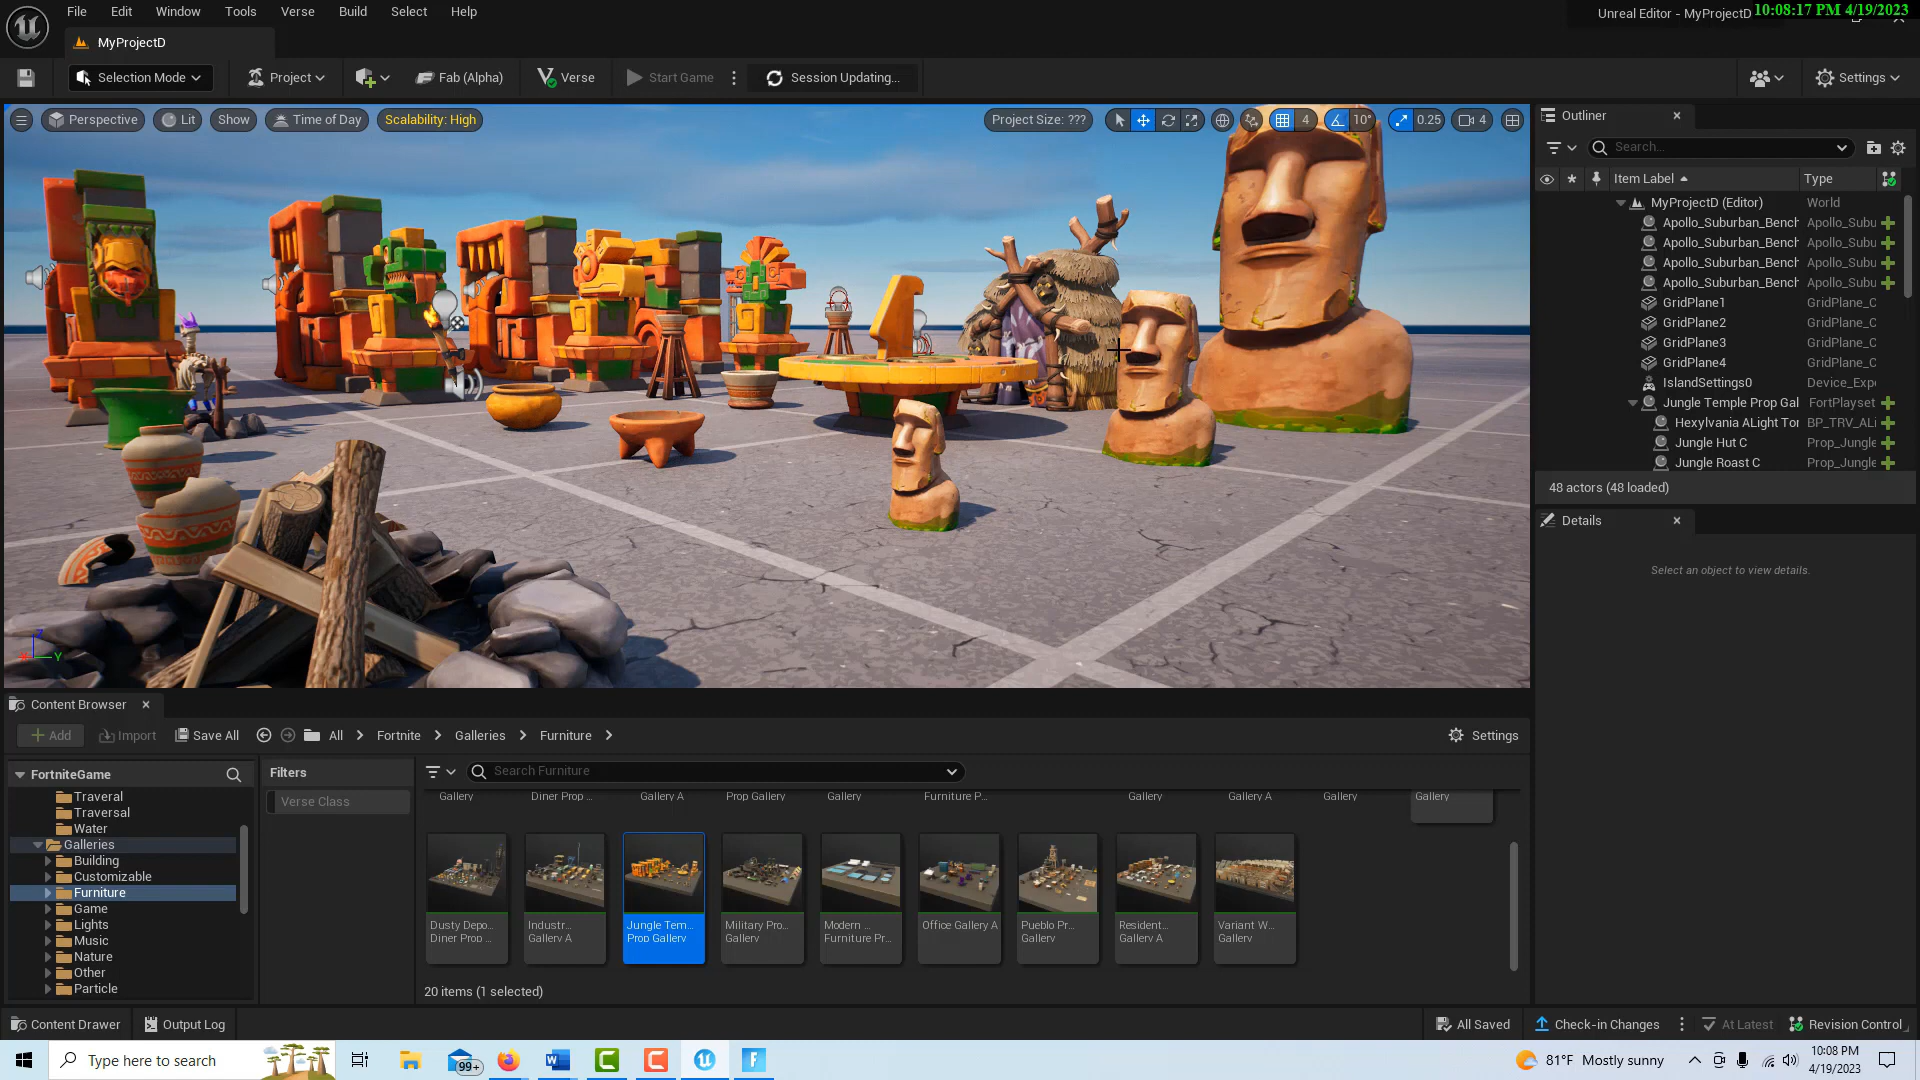 File Edit Window Tools Verse Build Select Help
Unreal Editor - MyProjectD
10:08:17 PM 4/19/2023
MyProjectD
Selection Mode
Project
Fab (Alpha)
Verse
Start Game
Session Updating...
Settings
Perspective
Lit
Show
Time of Day
Scalability: High
Project Size: ???
4
10°
0.25
4
Outliner
Search...
Item Label
Type
MyProjectD (Editor) World
Apollo_Suburban_Bench Apollo_Subu
Apollo_Suburban_Bench Apollo_Subu
Apollo_Suburban_Bench Apollo_Subu
Apollo_Suburban_Bench Apollo_Subu
GridPlane1 GridPlane_C
GridPlane2 GridPlane_C
GridPlane3 GridPlane_C
GridPlane4 GridPlane_C
IslandSettings0 Device_Expe
Jungle Temple Prop Gal FortPlayset
Hexylvania ALight Tor BP_TRV_ALi
Jungle Hut C Prop_Jungle
Jungle Roast C Prop_Jungle
48 actors (48 loaded)
Details
Select an object to view details.
Z
Y
Content Browser
Add
Import
Save All
All
Fortnite
Galleries
Furniture
Settings
FortniteGame
Traveral
Traversal
Water
Galleries
Building
Customizable
Furniture
Game
Lights
Music
Nature
Other
Particle
Filters
Verse Class
Search Furniture
Gallery
Diner Prop ...
Gallery A
Prop Gallery
Gallery
Furniture P...
Gallery
Gallery A
Gallery
Gallery
Dusty Depo...
Diner Prop ...
Industr...
Gallery A
Jungle Tem...
Prop Gallery
Military Pro...
Gallery
Modern ...
Furniture Pr...
Office Gallery A
Pueblo Pr...
Gallery
Resident...
Gallery A
Variant W...
Gallery
20 items (1 selected)
Content Drawer
Output Log
All Saved
Check-in Changes
At Latest
Revision Control
Type here to search
99+
81°F Mostly sunny
10:08 PM
4/19/2023